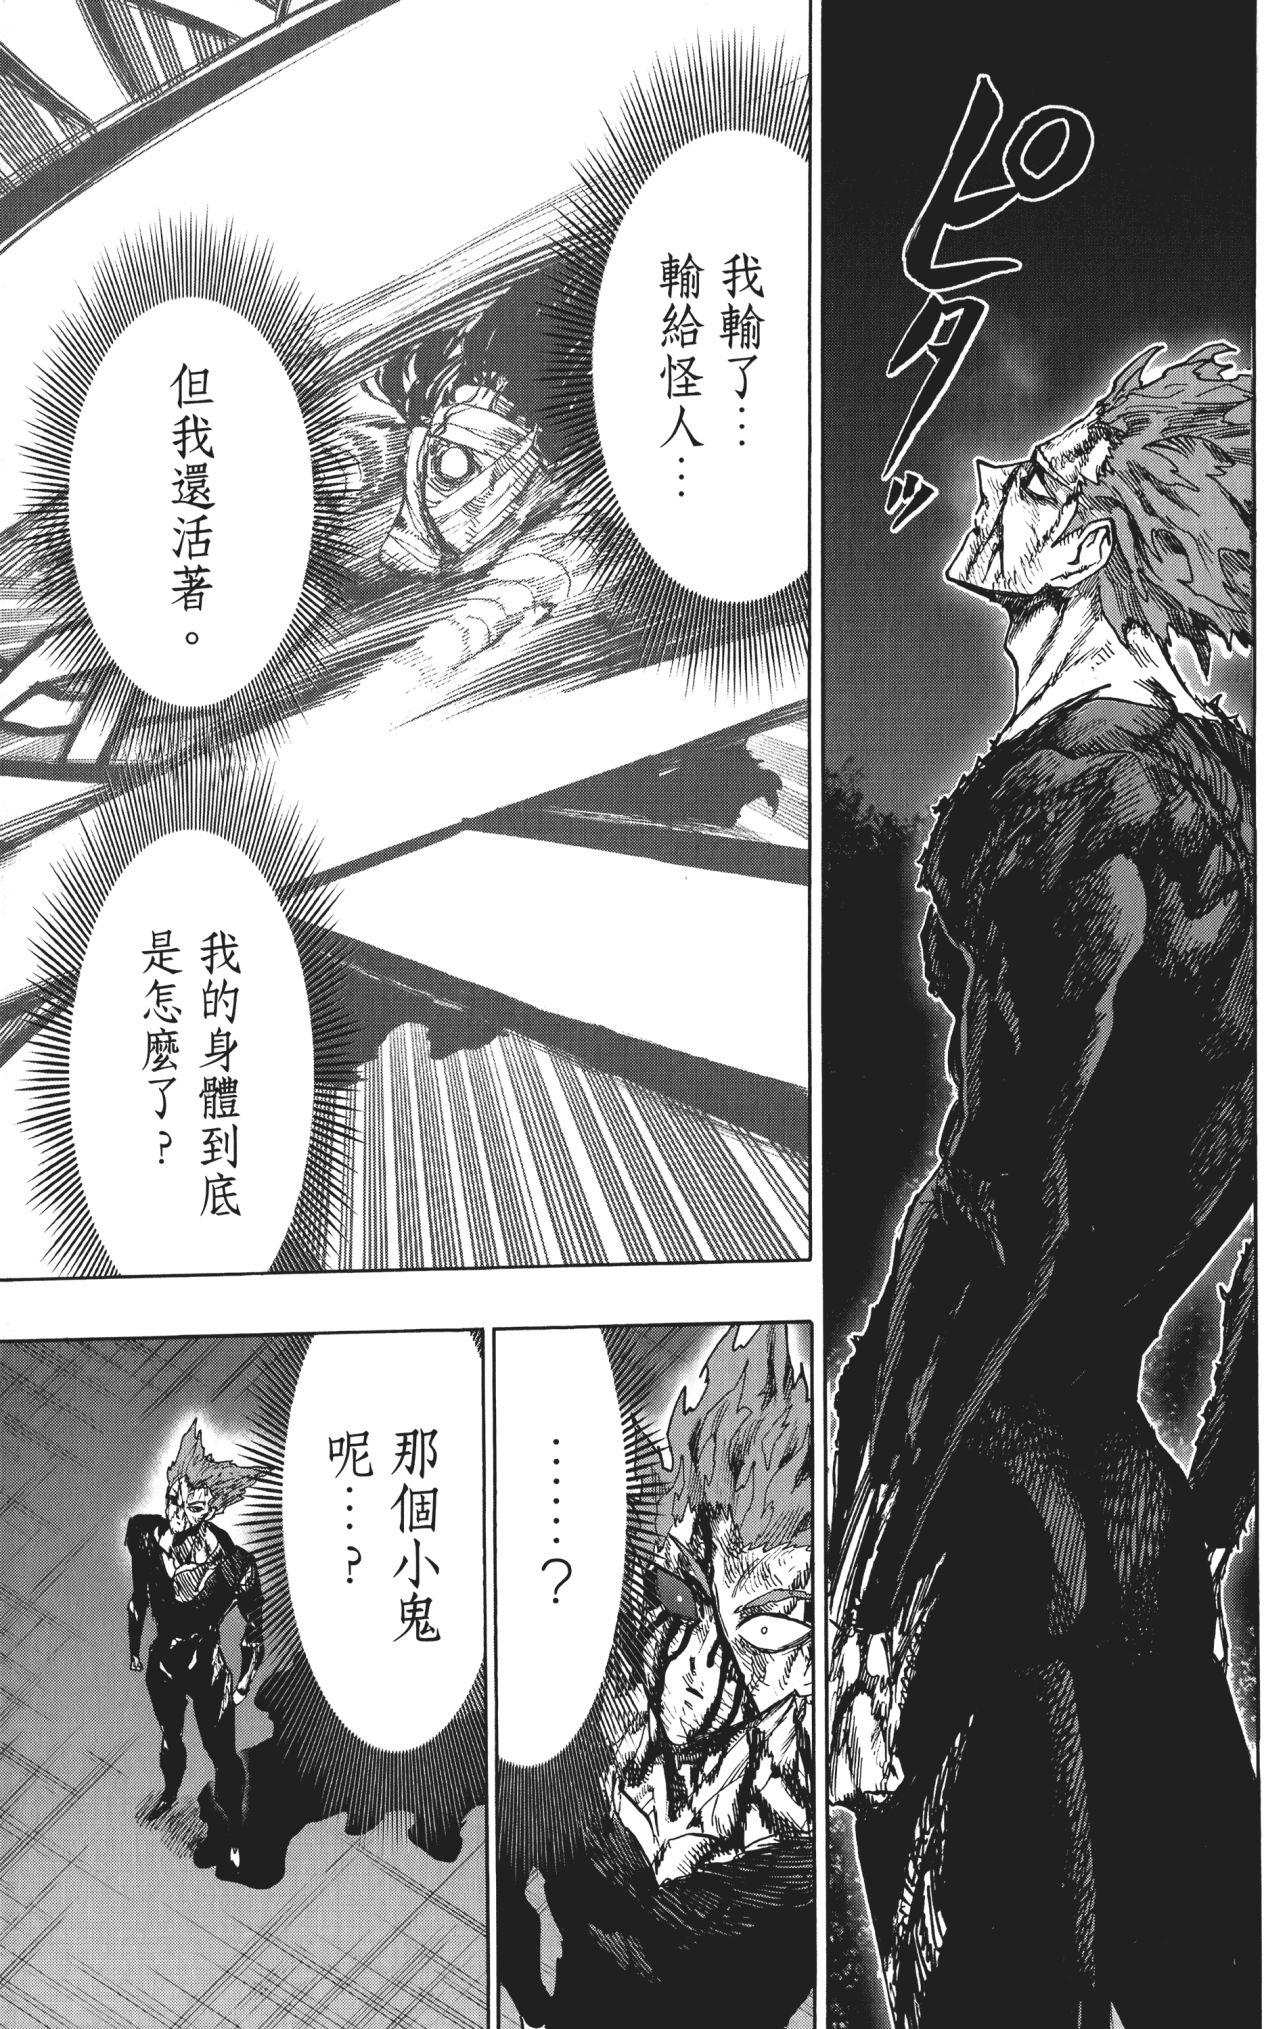 ピタッ
我輸了…
輸給怪人…
但我還活著。
我的身體到底
是怎麼了?
……?
那個小鬼
呢…?